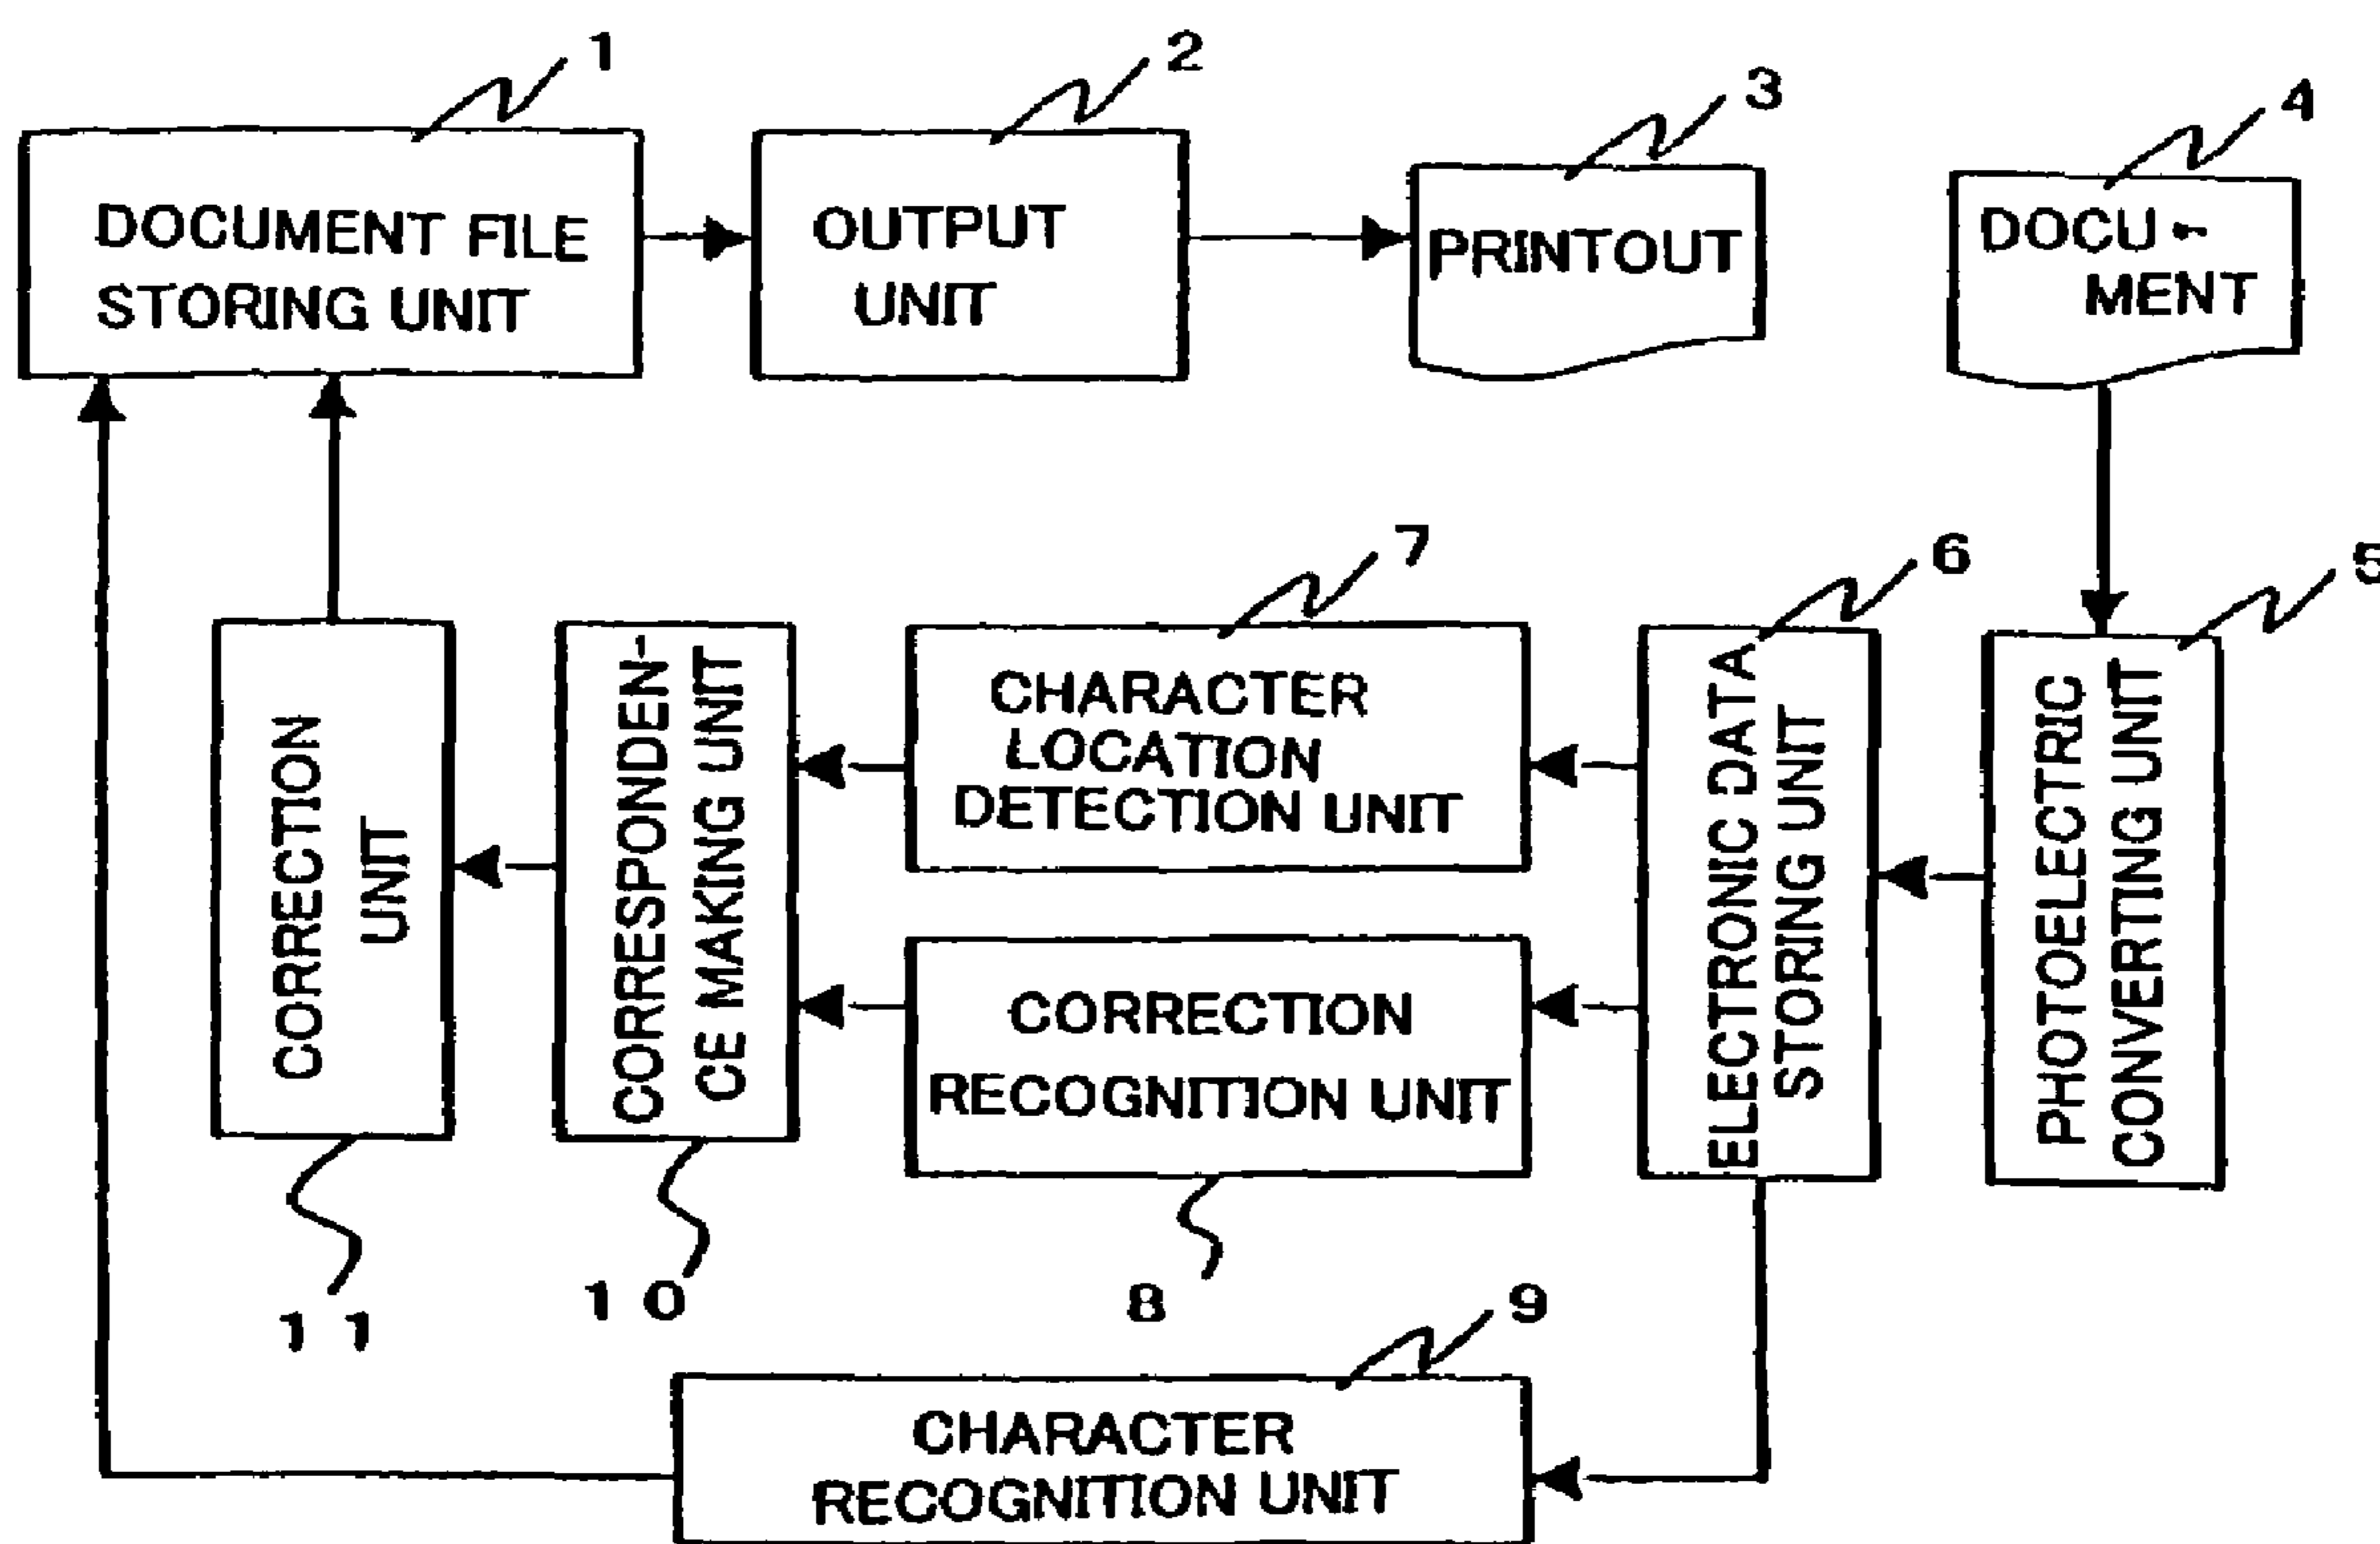 1
2
3
4
DOCUMENT FILE
STORING UNIT
OUTPUT
UNIT
PRINTOUT
DOCU-
MENT
7
6
5
CORRECTION
UNIT
CORRESPONDEN-
CE MAKING UNIT
CHARACTER
LOCATION
DETECTION UNIT
CORRECTION
RECOGNITION UNIT
ELECTRONIC DATA
STORING UNIT
PHOTOELECTRIC
CONVERTING UNIT
11
10
8
9
CHARACTER
RECOGNITION UNIT